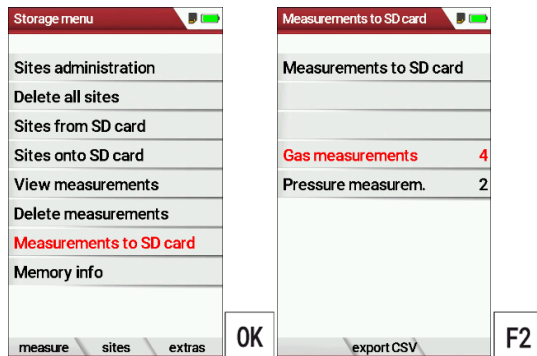 Storage menu
Sites administration
Delete all sites
Sites from SD card
Sites onto SD card
View measurements
Delete measurements
Measurements to SD card
Memory info
measure sites extras
OK
Measurements to SD card
Measurements to SD card
Gas measurements 4
Pressure measurem. 2
export CSV
F2